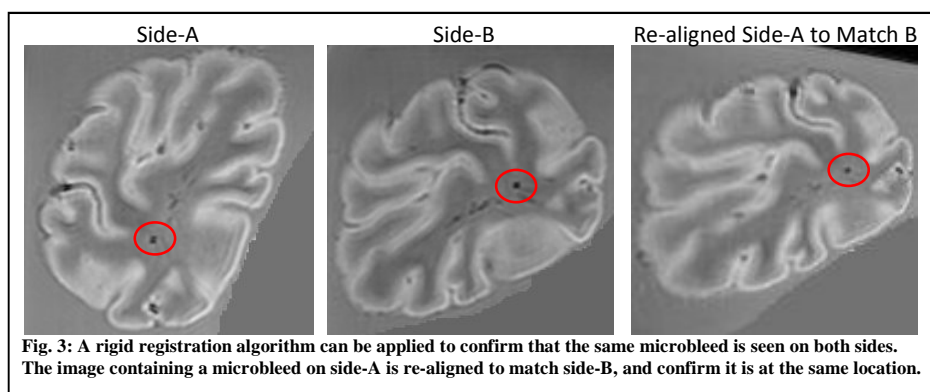 Side-A Side-B Re-aligned Side-A to Match B
Fig. 3: A rigid registration algorithm can be applied to confirm that the same microbleed is seen on both sides.
The image containing a microbleed on side-A is re-aligned to match side-B, and confirm it is at the same location.